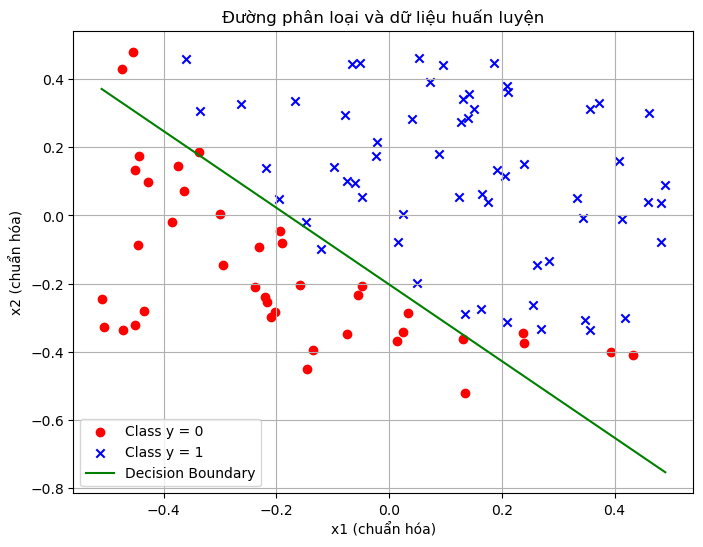 Đường phân loại và dữ liệu huấn luyện
x2 (chuẩn hóa)
0.4
0.2
0.0
−0.2
−0.4
−0.6
−0.8
Class y = 0
Class y = 1
Decision Boundary
−0.4 −0.2 0.0 0.2 0.4
x1 (chuẩn hóa)